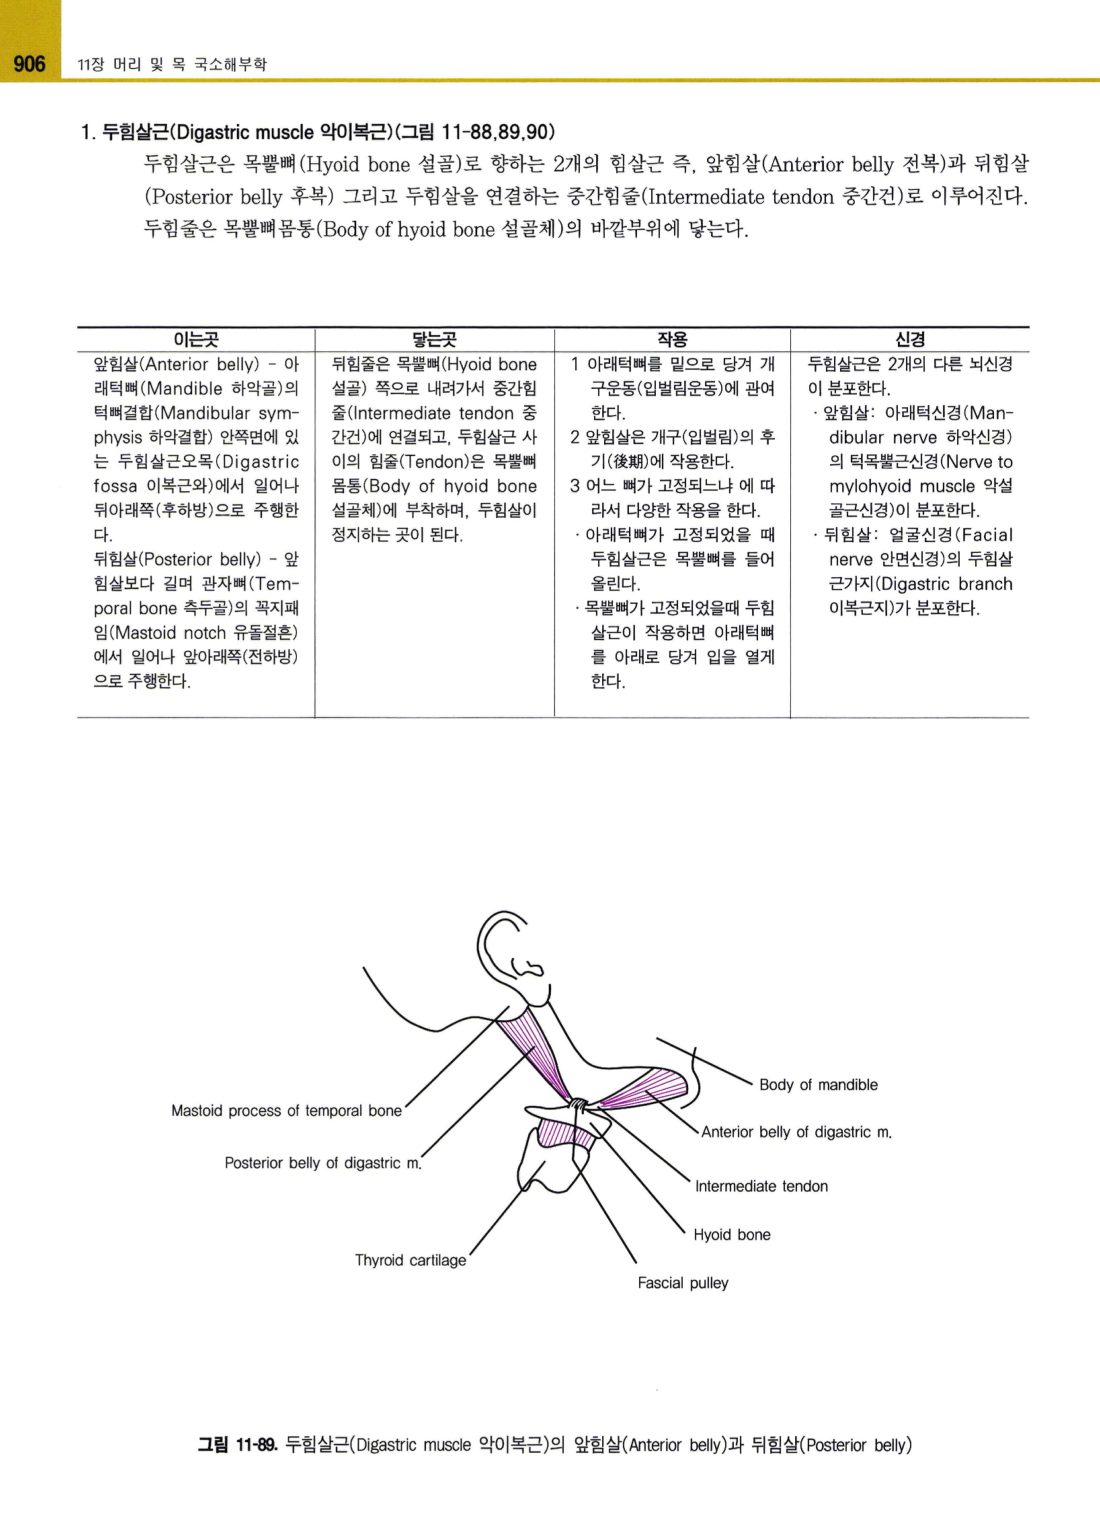 906
11장 머리 및 목 국소해부학
1. 두힘살근(Digastric muscle 악이복근)(그림 11-88,89,90)
두힘살근은 목뿔뼈(Hyoid bone 설골)로 향하는 2개의 힘살근 즉, 앞힘살(Anterior belly 전복)과 뒤힘살
(Posterior belly 후복) 그리고 두힘살을 연결하는 중간힘줄(Intermediate tendon 중간건)로 이루어진다.
두힘줄은 목뿔뼈몸통(Body of hyoid bone 설골체)의 바깥부위에 닿는다.
이는곳
앞힘살(Anterior belly) - 아
래턱뼈(Mandible 하악골)의
턱뼈결합(Mandibular sym-
physis 하악결합) 안쪽면에 있
는 두힘살근오목(Digastric
fossa 이복근와)에서 일어나
뒤아래쪽(후하방)으로 주행한
다.
뒤힘살(Posterior belly) - 앞
힘살보다 길며 관자뼈(Tem-
poral bone 측두골)의 꼭지패
임(Mastoid notch 유돌절흔)
에서 일어나 앞아래쪽(전하방)
으로 주행한다.
닿는곳
뒤힘줄은 목뿔뼈(Hyoid bone
설골) 쪽으로 내려가서 중간힘
줄(Intermediate tendon 중
간건)에 연결되고, 두힘살근 사
이의 힘줄(Tendon)은 목뿔뼈
몸통(Body of hyoid bone
설골체)에 부착하며, 두힘살이
정지하는 곳이 된다.
작용
1 아래턱뼈를 밑으로 당겨 개
구운동(입벌림운동)에 관여
한다.
2 앞힘살은 개구(입벌림)의 후
기(後期)에 작용한다.
3 어느 뼈가 고정되느냐 에 따
라서 다양한 작용을 한다.
· 아래턱뼈가 고정되었을 때
두힘살근은 목뿔뼈를 들어
올린다.
· 목뿔뼈가 고정되었을때 두힘
살근이 작용하면 아래턱뼈
를 아래로 당겨 입을 열게
한다.
신경
두힘살근은 2개의 다른 뇌신경
이 분포한다.
· 앞힘살: 아래턱신경(Man-
dibular nerve 하악신경)
의 턱목뿔근신경(Nerve to
mylohyoid muscle 악설
골근신경)이 분포한다.
· 뒤힘살: 얼굴신경(Facial
nerve 안면신경)의 두힘살
근가지(Digastric branch
이복근지)가 분포한다.
Body of mandible
Mastoid process of temporal bone
Anterior belly of digastric m.
Posterior belly of digastric m.
Intermediate tendon
Hyoid bone
Thyroid cartilage
Fascial pulley
그림 11-89. 두힘살근(Digastric muscle 악이복근)의 앞힘살(Anterior belly)과 뒤힘살(Posterior belly)